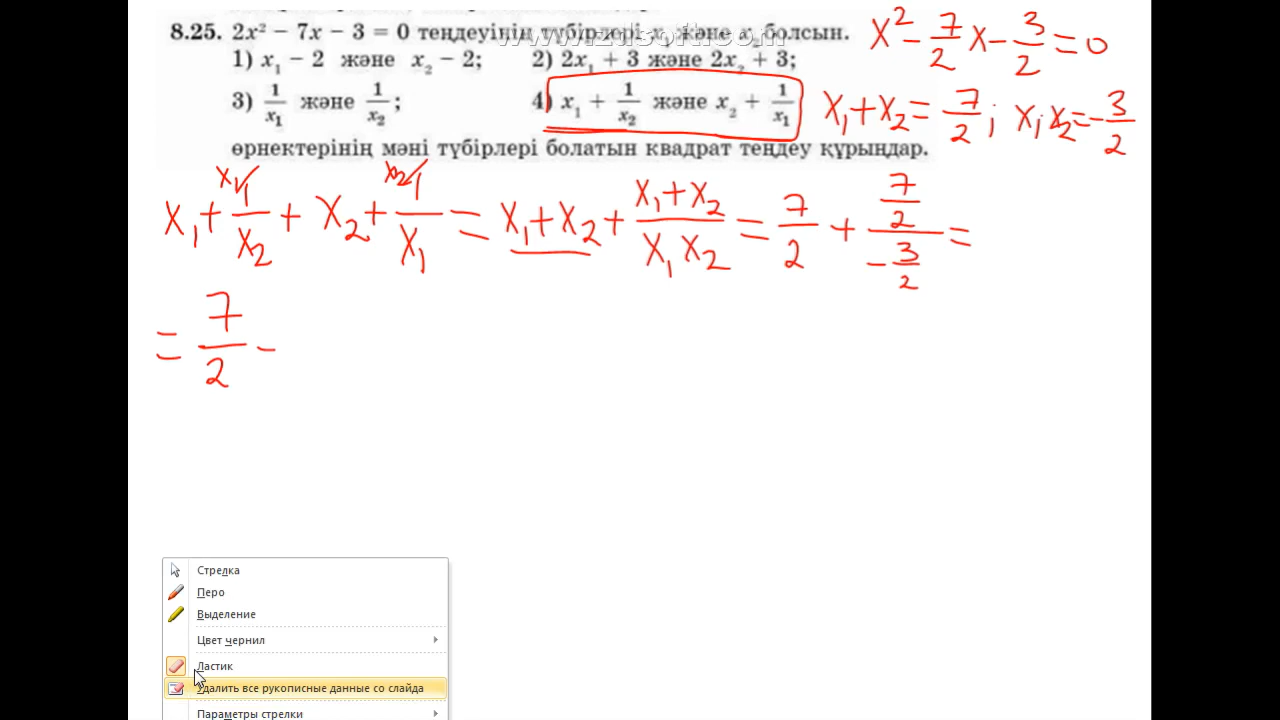 8.25. 2x² − 7x − 3 = 0 теңдеуінің түбірлері x₁ және x₂ болсын.
www.izilsoft.com
1) x₁ − 2 және x₂ − 2; 2) 2x₁ + 3 және 2x₂ + 3;
3) 1/x₁ және 1/x₂; 4) x₁ + 1/x₂ және x₂ + 1/x₁
өрнектерінің мәні түбірлері болатын квадрат теңдеу құрыңдар.
x² − 7/2 x − 3/2 = 0
x₁ + x₂ = 7/2; x₁x₂ = −3/2
x₁ + 1/x₂ + x₂ + 1/x₁ = x₁ + x₂ + (x₁ + x₂)/(x₁x₂) = 7/2 + (7/2)/(−3/2) =
= 7/2 −
Стрелка
Перо
Выделение
Цвет чернил
Ластик
Удалить все рукописные данные со слайда
Параметры стрелки